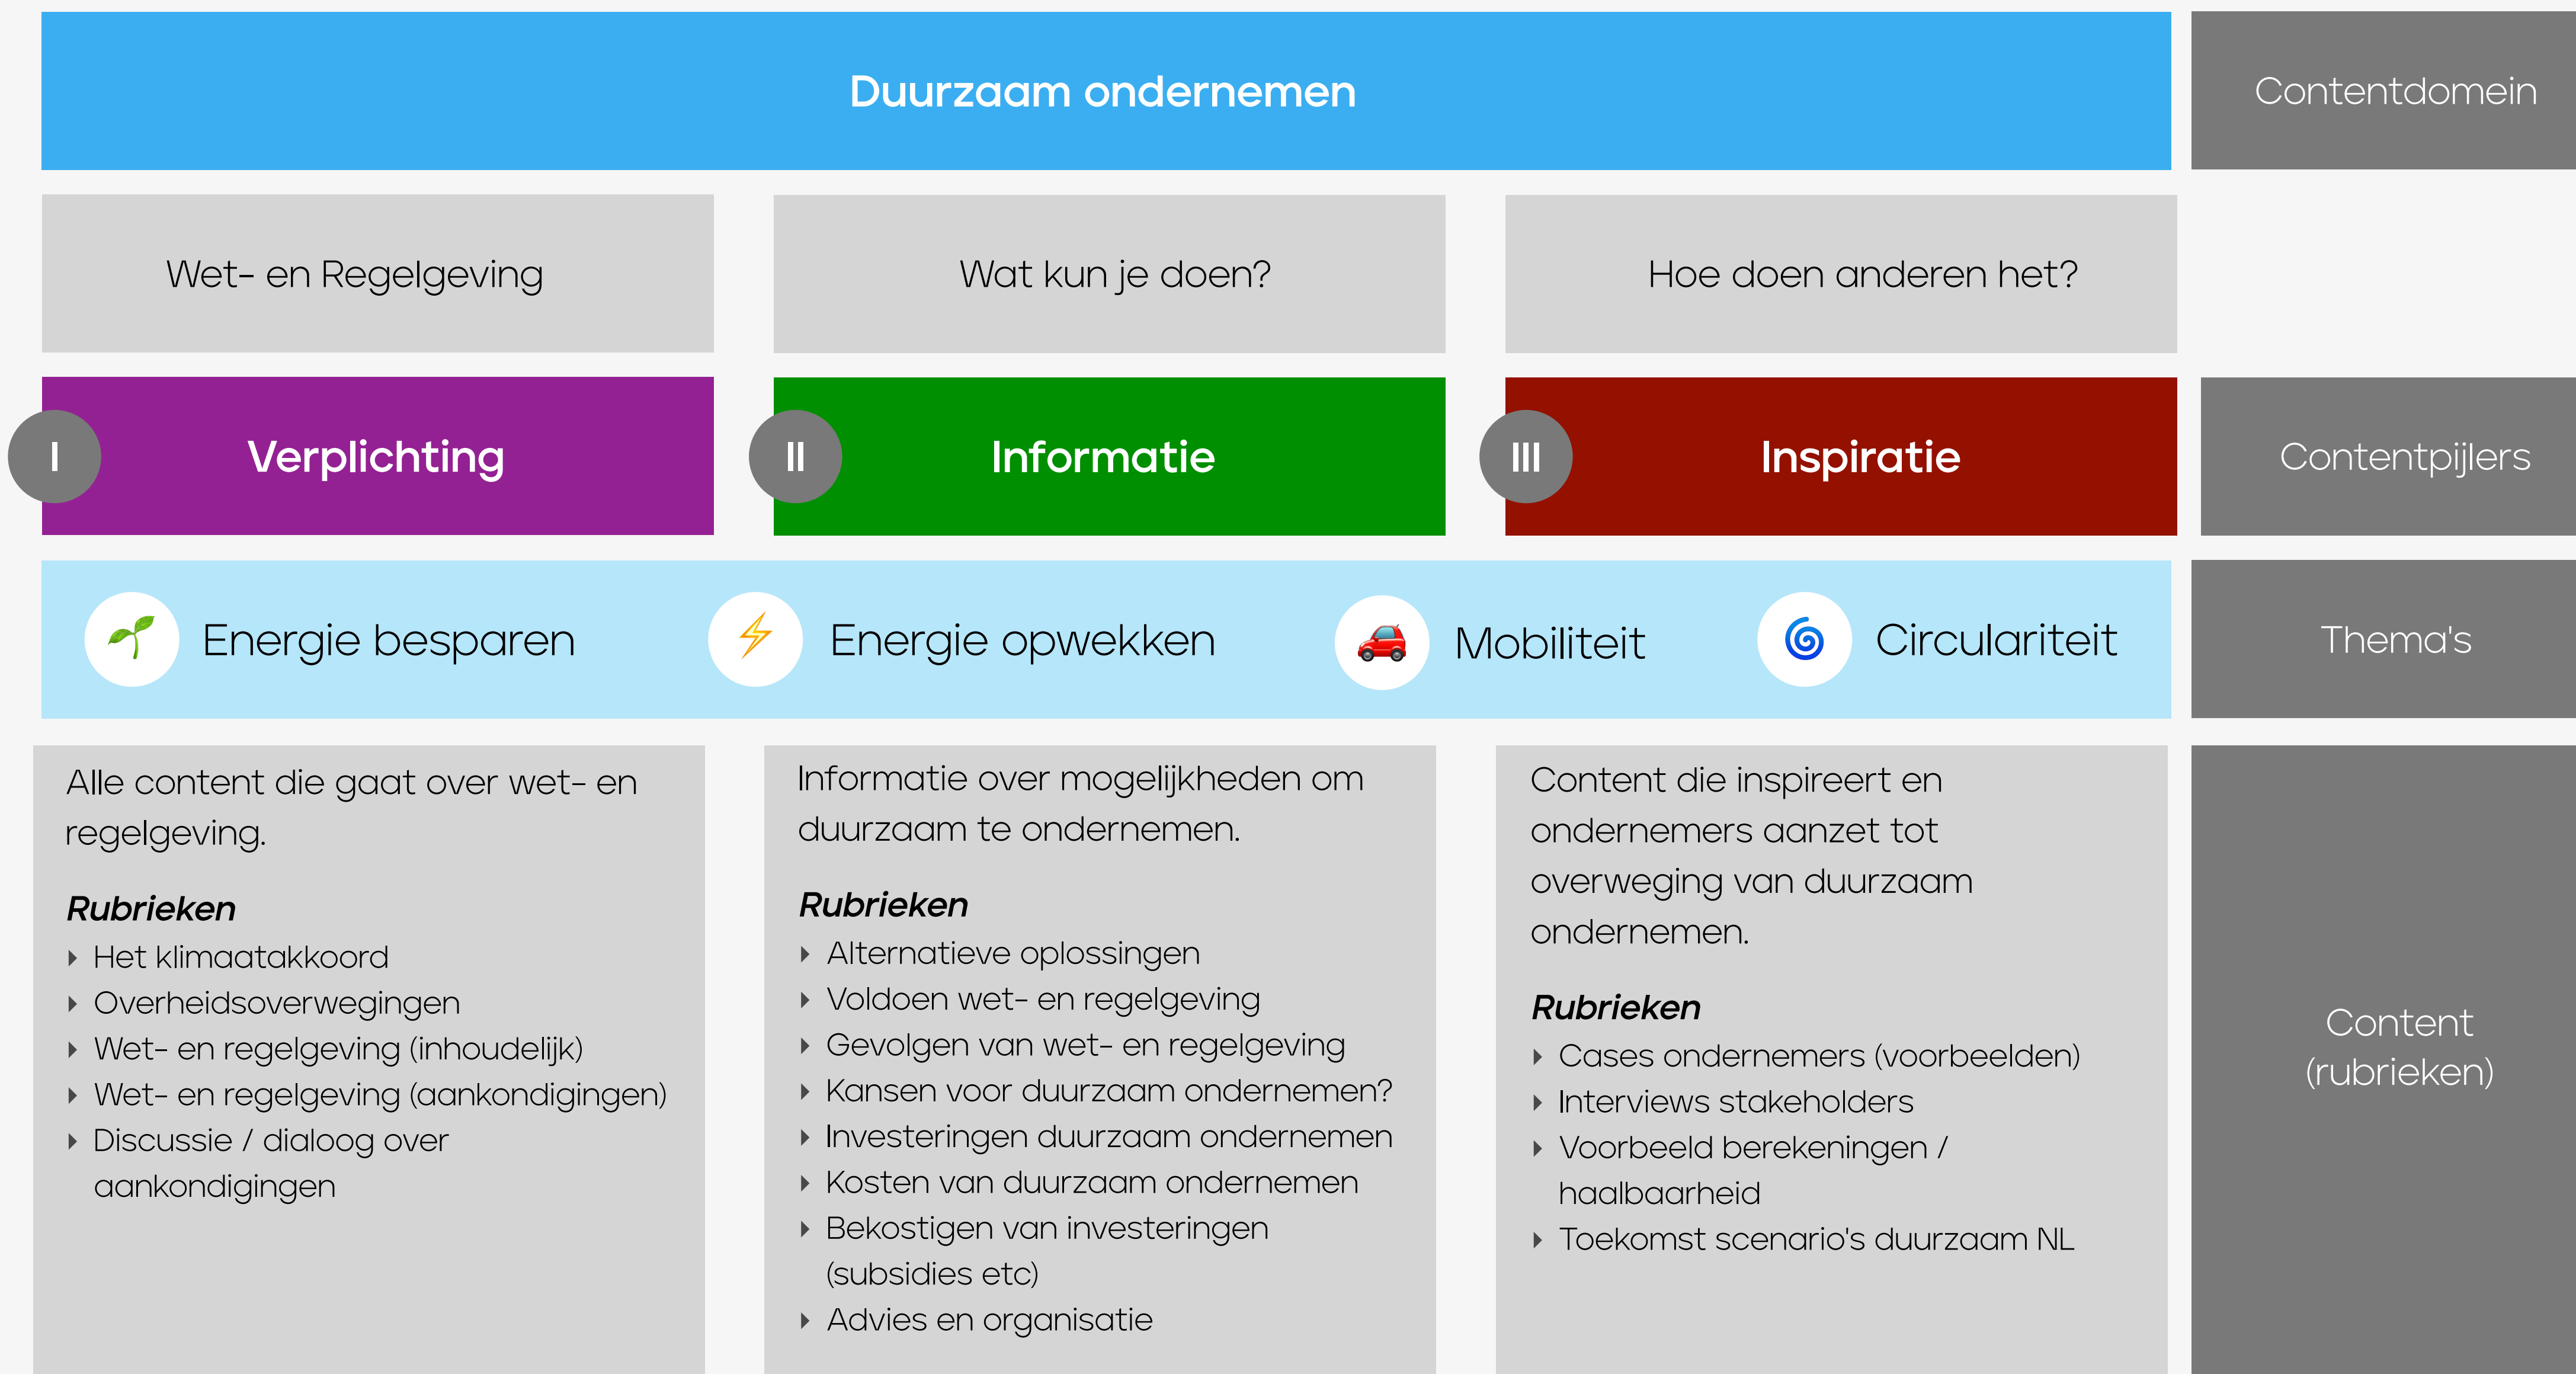 Duurzaam ondernemen
Contentdomein
Wet- en Regelgeving
Wat kun je doen?
Hoe doen anderen het?
I
Verplichting
II
Informatie
III
Inspiratie
Contentpijlers
Energie besparen
Energie opwekken
Mobiliteit
Circulariteit
Thema's
Alle content die gaat over wet- en
regelgeving.
Rubrieken
Het klimaatakkoord
Overheidsoverwegingen
Wet- en regelgeving (inhoudelijk)
Wet- en regelgeving (aankondigingen)
Discussie / dialoog over
aankondigingen
Informatie over mogelijkheden om
duurzaam te ondernemen.
Rubrieken
Alternatieve oplossingen
Voldoen wet- en regelgeving
Gevolgen van wet- en regelgeving
Kansen voor duurzaam ondernemen?
Investeringen duurzaam ondernemen
Kosten van duurzaam ondernemen
Bekostigen van investeringen
(subsidies etc)
Advies en organisatie
Content die inspireert en
ondernemers aanzet tot
overweging van duurzaam
ondernemen.
Rubrieken
Cases ondernemers (voorbeelden)
Interviews stakeholders
Voorbeeld berekeningen /
haalbaarheid
Toekomst scenario's duurzaam NL
Content
(rubrieken)